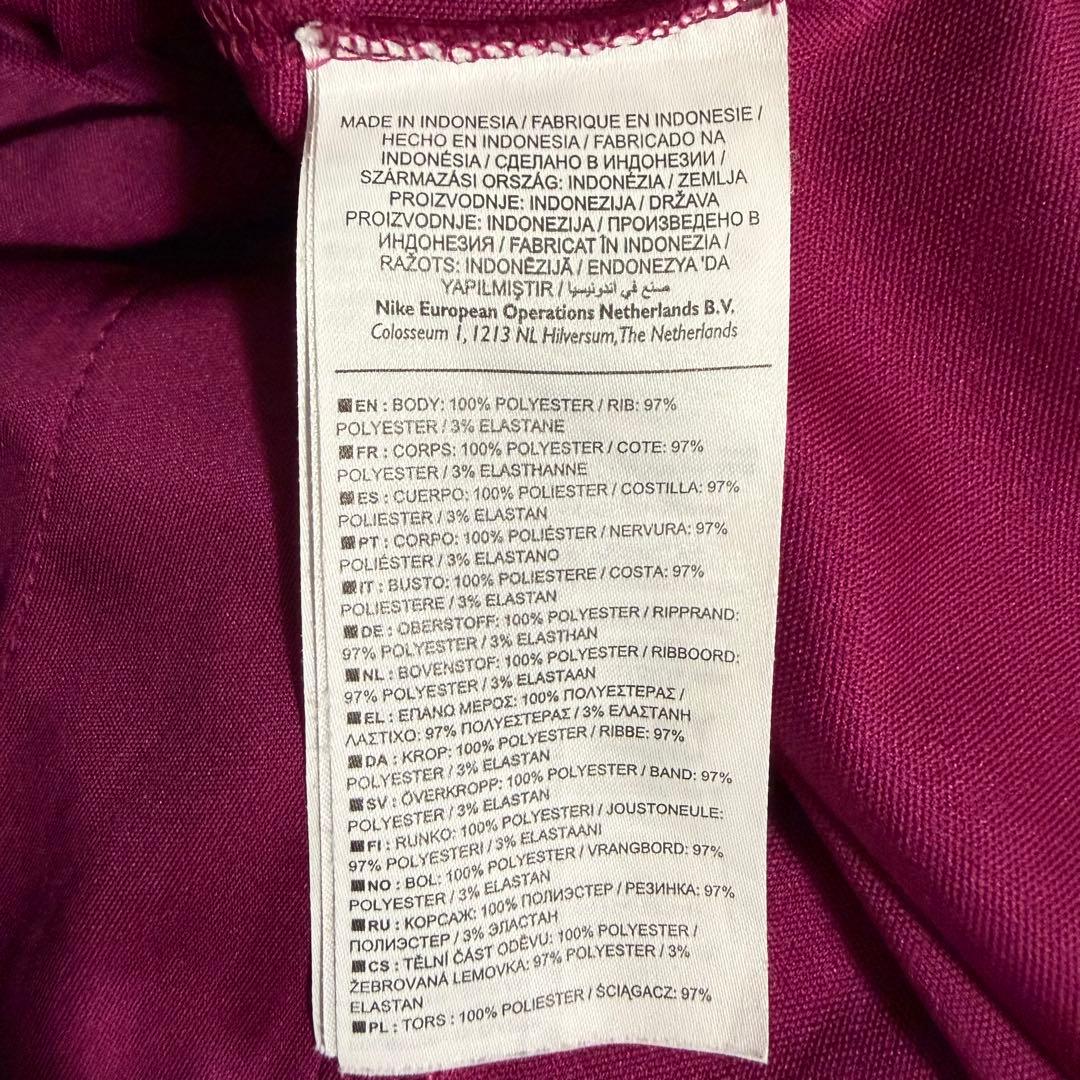 MADE IN INDONESIA / FABRIQUE EN INDONESIE /
HECHO EN INDONESIA / FABRICADO NA
INDONÉSIA / СДЕЛАНО В ИНДОНЕЗИИ /
SZÁRMAZÁSI ORSZÁG: INDONÉZIA / ZEMLJA
PROIZVODNJE: INDONEZIJA / DRŽAVA
PROIZVODNJE: INDONEZIJA / ПРОИЗВЕДЕНО В
ИНДОНЕЗИЯ / FABRICAT ÎN INDONEZIA /
RAŽOTS: INDONĒZIJĀ / ENDONEZYA 'DA
YAPILMIŞTIR / صنع في اندونيسيا
Nike European Operations Netherlands B.V.
Colosseum 1, 1213 NL Hilversum, The Netherlands
EN : BODY: 100% POLYESTER / RIB: 97%
POLYESTER / 3% ELASTANE
FR : CORPS: 100% POLYESTER / COTE: 97%
POLYESTER / 3% ELASTHANNE
ES : CUERPO: 100% POLIESTER / COSTILLA: 97%
POLIESTER / 3% ELASTAN
PT : CORPO: 100% POLIÉSTER / NERVURA: 97%
POLIÉSTER / 3% ELASTANO
IT : BUSTO: 100% POLIESTERE / COSTA: 97%
POLIESTERE / 3% ELASTAN
DE : OBERSTOFF: 100% POLYESTER / RIPPRAND:
97% POLYESTER / 3% ELASTHAN
NL : BOVENSTOF: 100% POLYESTER / RIBBOORD:
97% POLYESTER / 3% ELASTAAN
EL : ΕΠΑΝΩ ΜΕΡΟΣ: 100% ΠΟΛΥΕΣΤΕΡΑΣ /
ΛΑΣΤΙΧΟ: 97% ΠΟΛΥΕΣΤΕΡΑΣ / 3% ΕΛΑΣΤΑΝΗ
DA : KROP: 100% POLYESTER / RIBBE: 97%
POLYESTER / 3% ELASTAN
SV : ÖVERKROPP: 100% POLYESTER / BAND: 97%
POLYESTER / 3% ELASTAN
FI : RUNKO: 100% POLYESTERI / JOUSTONEULE:
97% POLYESTERI / 3% ELASTAANI
NO : BOL: 100% POLYESTER / VRANGBORD: 97%
POLYESTER / 3% ELASTAN
RU : КОРСАЖ: 100% ПОЛИЭСТЕР / РЕЗИНКА: 97%
ПОЛИЭСТЕР / 3% ЭЛАСТАН
CS : TĚLNÍ ČÁST ODĚVU: 100% POLYESTER /
ŽEBROVANÁ LEMOVKA: 97% POLYESTER / 3%
ELASTAN
PL : TORS : 100% POLIESTER / ŚCIĄGACZ: 97%